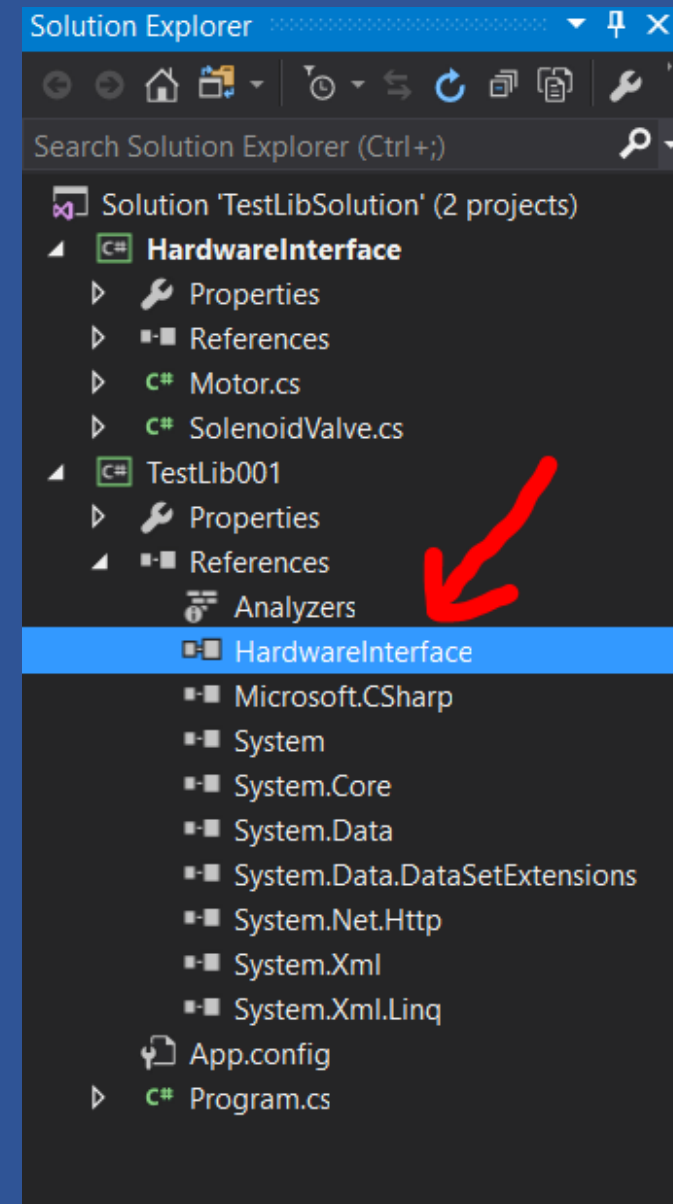 Solution Explorer
Search Solution Explorer (Ctrl+;)
Solution 'TestLibSolution' (2 projects)
C# HardwareInterface
Properties
References
C# Motor.cs
C# SolenoidValve.cs
C# TestLib001
Properties
References
Analyzers
HardwareInterface
Microsoft.CSharp
System
System.Core
System.Data
System.Data.DataSetExtensions
System.Net.Http
System.Xml
System.Xml.Linq
App.config
C# Program.cs